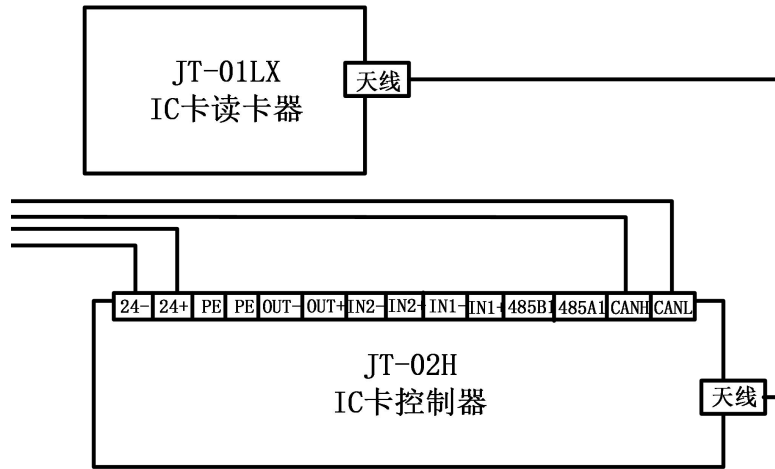 JT-01LX
IC卡读卡器
天线
24- 24+ PE PE OUT- OUT+ IN2- IN2+ IN1- IN1+ 485B1 485A1 CANH CANL
JT-02H
IC卡控制器
天线